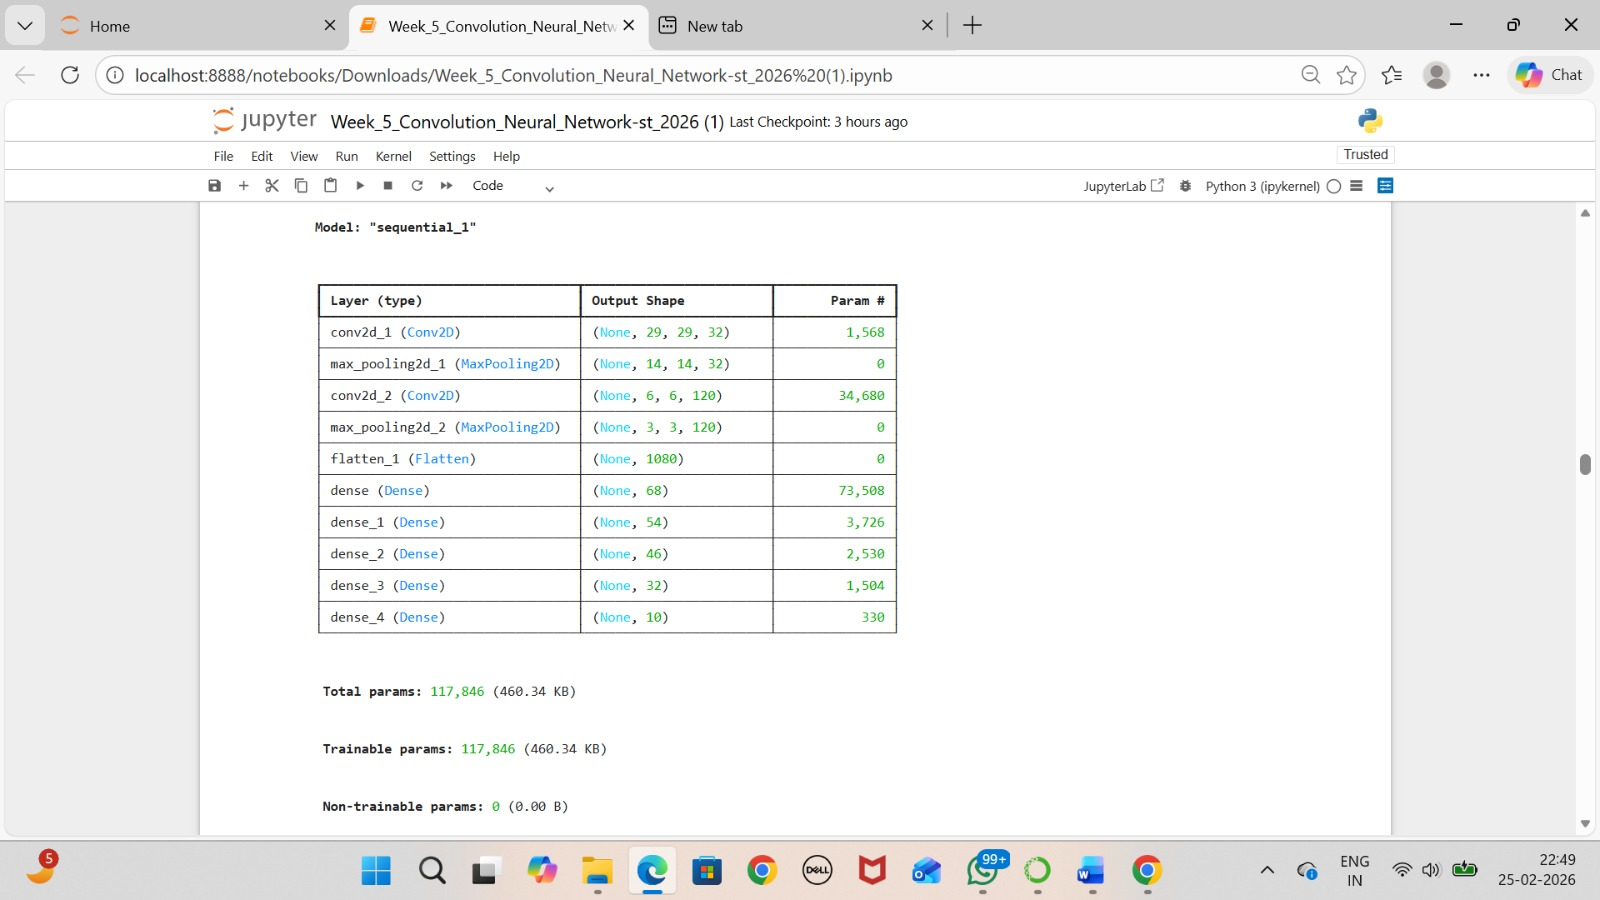 Home
Week_5_Convolution_Neural_Netw
New tab
localhost:8888/notebooks/Downloads/Week_5_Convolution_Neural_Network-st_2026%20(1).ipynb
Chat
jupyter Week_5_Convolution_Neural_Network-st_2026 (1) Last Checkpoint: 3 hours ago
File Edit View Run Kernel Settings Help
Trusted
Code
JupyterLab
Python 3 (ipykernel)
Model: "sequential_1"
Layer (type) Output Shape Param #
conv2d_1 (Conv2D) (None, 29, 29, 32) 1,568
max_pooling2d_1 (MaxPooling2D) (None, 14, 14, 32) 0
conv2d_2 (Conv2D) (None, 6, 6, 120) 34,680
max_pooling2d_2 (MaxPooling2D) (None, 3, 3, 120) 0
flatten_1 (Flatten) (None, 1080) 0
dense (Dense) (None, 68) 73,508
dense_1 (Dense) (None, 54) 3,726
dense_2 (Dense) (None, 46) 2,530
dense_3 (Dense) (None, 32) 1,504
dense_4 (Dense) (None, 10) 330
Total params: 117,846 (460.34 KB)
Trainable params: 117,846 (460.34 KB)
Non-trainable params: 0 (0.00 B)
5
DELL
99+
W
ENG
IN
22:49
25-02-2026